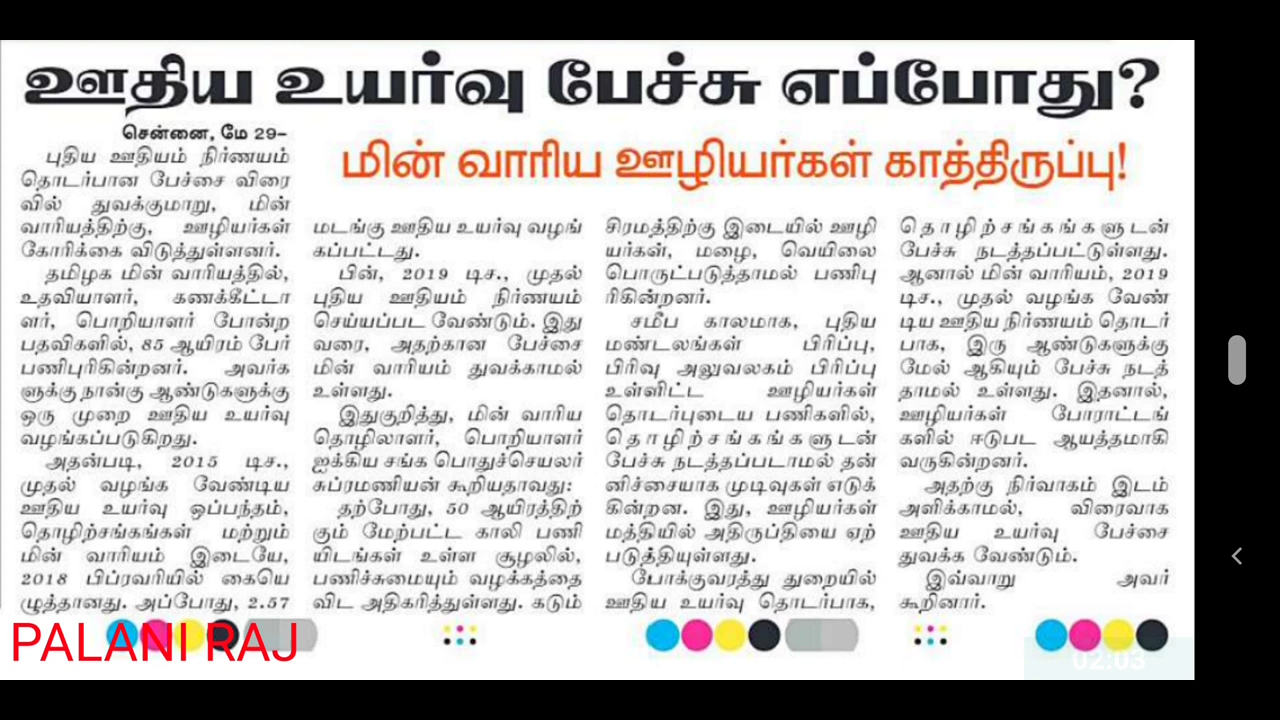 ஊதிய உயர்வு பேச்சு எப்போது?
மின் வாரிய ஊழியர்கள் காத்திருப்பு!
சென்னை, மே 29–
புதிய ஊதியம் நிர்ணயம்
தொடர்பான பேச்சை விரை
வில் துவக்குமாறு, மின்
வாரியத்திற்கு, ஊழியர்கள்
கோரிக்கை விடுத்துள்ளனர்.
தமிழக மின் வாரியத்தில்,
உதவியாளர், கணக்கீட்டா
ளர், பொறியாளர் போன்ற
பதவிகளில், 85 ஆயிரம் பேர்
பணிபுரிகின்றனர். அவர்க
ளுக்கு நான்கு ஆண்டுகளுக்கு
ஒரு முறை ஊதிய உயர்வு
வழங்கப்படுகிறது.
அதன்படி, 2015 டிச.,
முதல் வழங்க வேண்டிய
ஊதிய உயர்வு ஒப்பந்தம்,
தொழிற்சங்கங்கள் மற்றும்
மின் வாரியம் இடையே,
2018 பிப்ரவரியில் கையெ
ழுத்தானது. அப்போது, 2.57
மடங்கு ஊதிய உயர்வு வழங்
கப்பட்டது.
பின், 2019 டிச., முதல்
புதிய ஊதியம் நிர்ணயம்
செய்யப்பட வேண்டும். இது
வரை, அதற்கான பேச்சை
மின் வாரியம் துவக்காமல்
உள்ளது.
இதுகுறித்து, மின் வாரிய
தொழிலாளர், பொறியாளர்
ஐக்கிய சங்க பொதுச்செயலர்
சுப்ரமணியன் கூறியதாவது:
தற்போது, 50 ஆயிரத்திற்
கும் மேற்பட்ட காலி பணி
யிடங்கள் உள்ள சூழலில்,
பணிச்சுமையும் வழக்கத்தை
விட அதிகரித்துள்ளது. கடும்
சிரமத்திற்கு இடையில் ஊழி
யர்கள், மழை, வெயிலை
பொருட்படுத்தாமல் பணிபு
ரிகின்றனர்.
சமீப காலமாக, புதிய
மண்டலங்கள் பிரிப்பு,
பிரிவு அலுவலகம் பிரிப்பு
உள்ளிட்ட ஊழியர்கள்
தொடர்புடைய பணிகளில்,
தொழிற்சங்கங்களுடன்
பேச்சு நடத்தப்படாமல் தன்
னிச்சையாக முடிவுகள் எடுக்
கின்றன. இது, ஊழியர்கள்
மத்தியில் அதிருப்தியை ஏற்
படுத்தியுள்ளது.
போக்குவரத்து துறையில்
ஊதிய உயர்வு தொடர்பாக,
தொழிற்சங்கங்களுடன்
பேச்சு நடத்தப்பட்டுள்ளது.
ஆனால் மின் வாரியம், 2019
டிச., முதல் வழங்க வேண்
டிய ஊதிய நிர்ணயம் தொடர்
பாக, இரு ஆண்டுகளுக்கு
மேல் ஆகியும் பேச்சு நடத்
தாமல் உள்ளது. இதனால்,
ஊழியர்கள் போராட்டங்
களில் ஈடுபட ஆயத்தமாகி
வருகின்றனர்.
அதற்கு நிர்வாகம் இடம்
அளிக்காமல், விரைவாக
ஊதிய உயர்வு பேச்சை
துவக்க வேண்டும்.
இவ்வாறு அவர்
கூறினார்.
PALANI RAJ
02:03